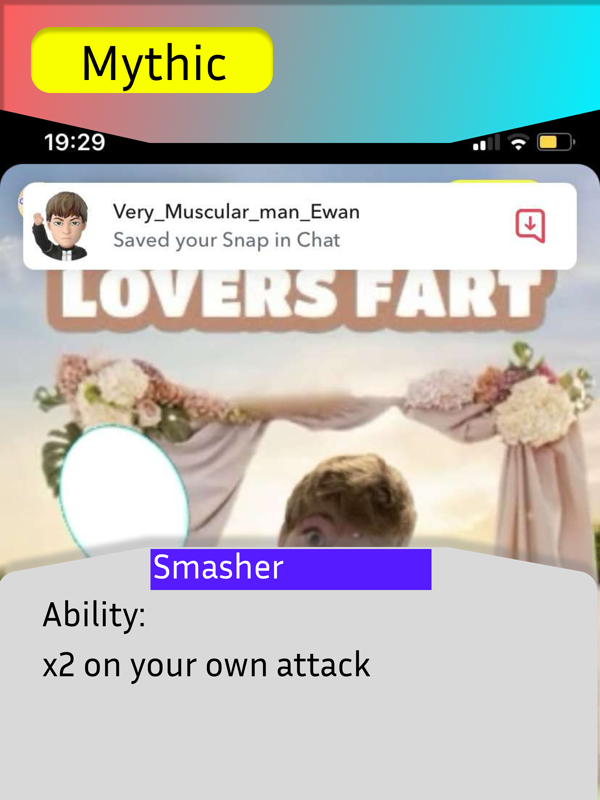 Mythic
19:29
Very_Muscular_man_Ewan
Saved your Snap in Chat
LOVERS FART
Smasher
Ability:
x2 on your own attack